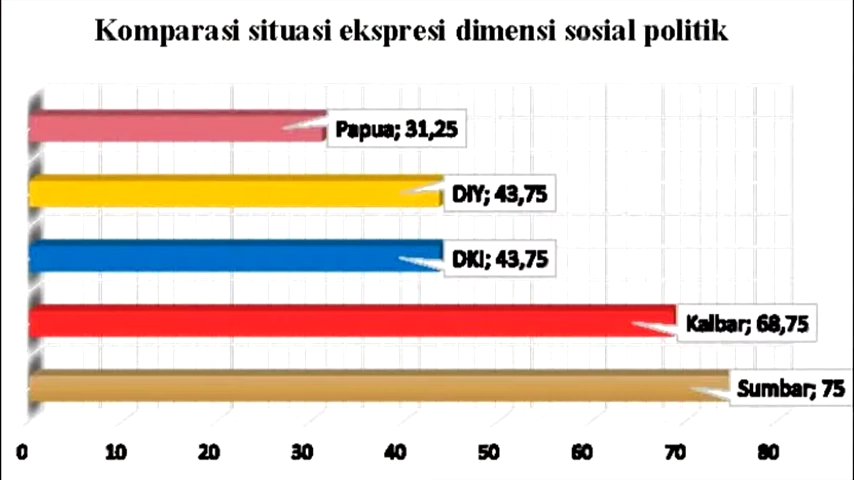 Komparasi situasi ekspresi dimensi sosial politik
Papua; 31,25
DIY; 43,75
DKI; 43,75
Kalbar; 68,75
Sumbar; 75
0 10 20 30 40 50 60 70 80